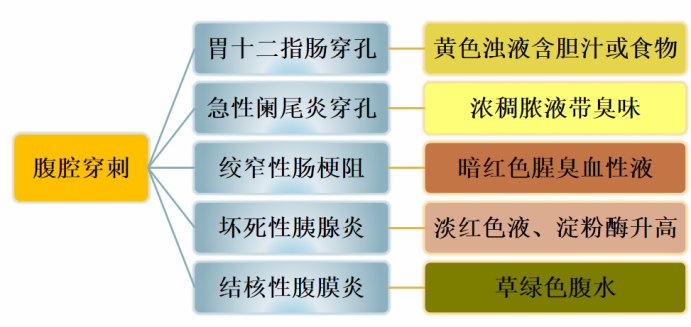 腹腔穿刺
胃十二指肠穿孔
黄色浊液含胆汁或食物
急性阑尾炎穿孔
浓稠脓液带臭味
绞窄性肠梗阻
暗红色腥臭血性液
坏死性胰腺炎
淡红色液、淀粉酶升高
结核性腹膜炎
草绿色腹水